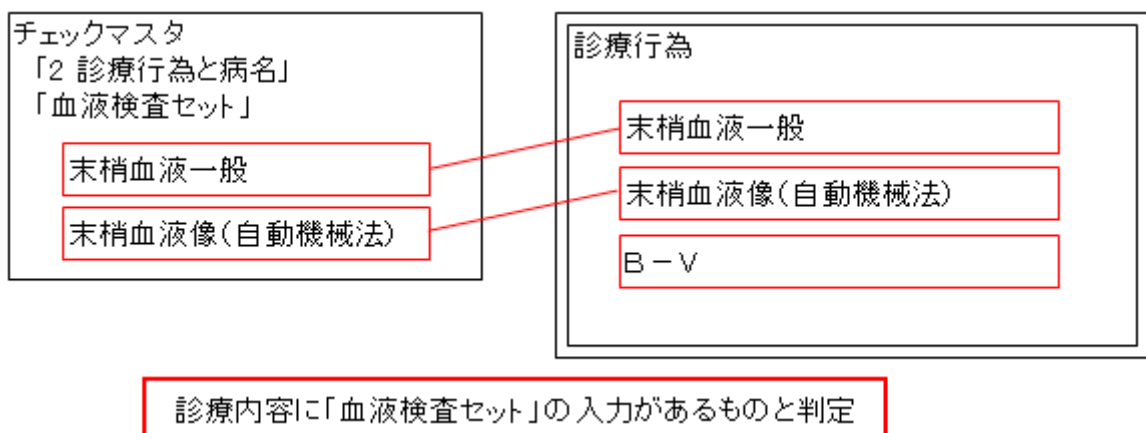 チェックマスタ
「2 診療行為と病名」
「血液検査セット」
末梢血液一般
末梢血液像(自動機械法)
診療行為
末梢血液一般
末梢血液像(自動機械法)
B－V
診療内容に「血液検査セット」の入力があるものと判定